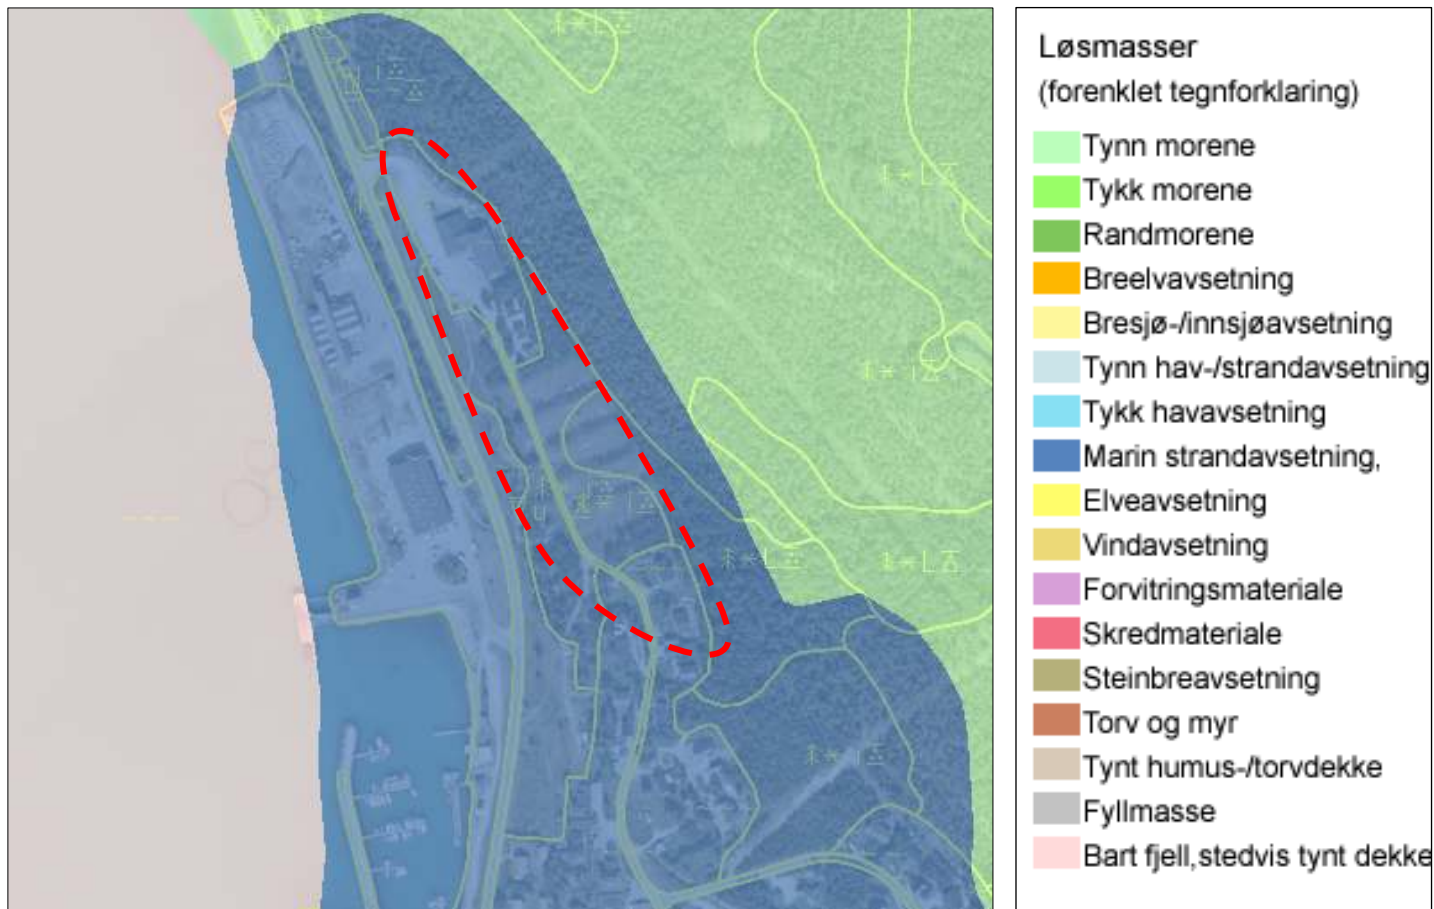 Løsmasser
(forenklet tegnforklaring)
Tynn morene
Tykk morene
Randmorene
Breelvavsetning
Bresjø-/innsjøavsetning
Tynn hav-/strandavsetning
Tykk havavsetning
Marin strandavsetning,
Elveavsetning
Vindavsetning
Forvitringsmateriale
Skredmateriale
Steinbreavsetning
Torv og myr
Tynt humus-/torvdekke
Fyllmasse
Bart fjell,stedvis tynt dekke